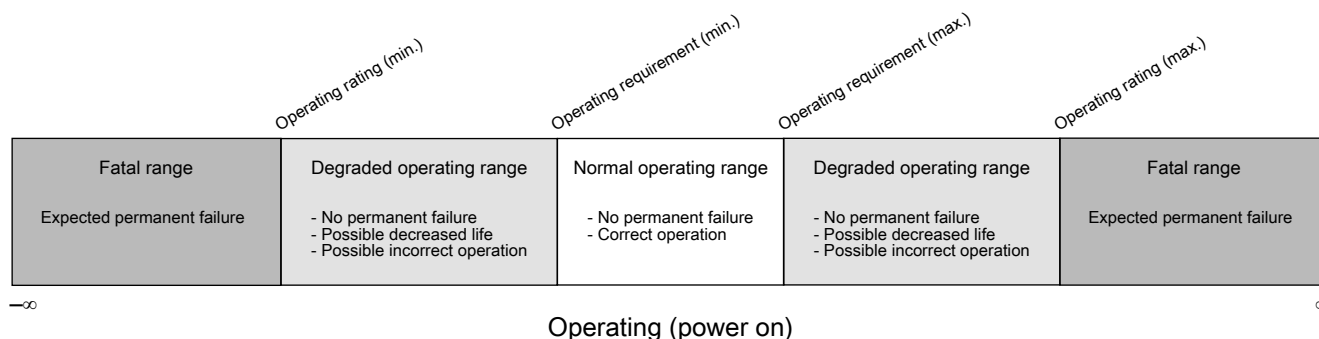 Operating rating (min.)
Operating requirement (min.)
Operating requirement (max.)
Operating rating (max.)
Fatal range
Expected permanent failure
Degraded operating range
- No permanent failure
- Possible decreased life
- Possible incorrect operation
Normal operating range
- No permanent failure
- Correct operation
Degraded operating range
- No permanent failure
- Possible decreased life
- Possible incorrect operation
Fatal range
Expected permanent failure
–∞
Operating (power on)